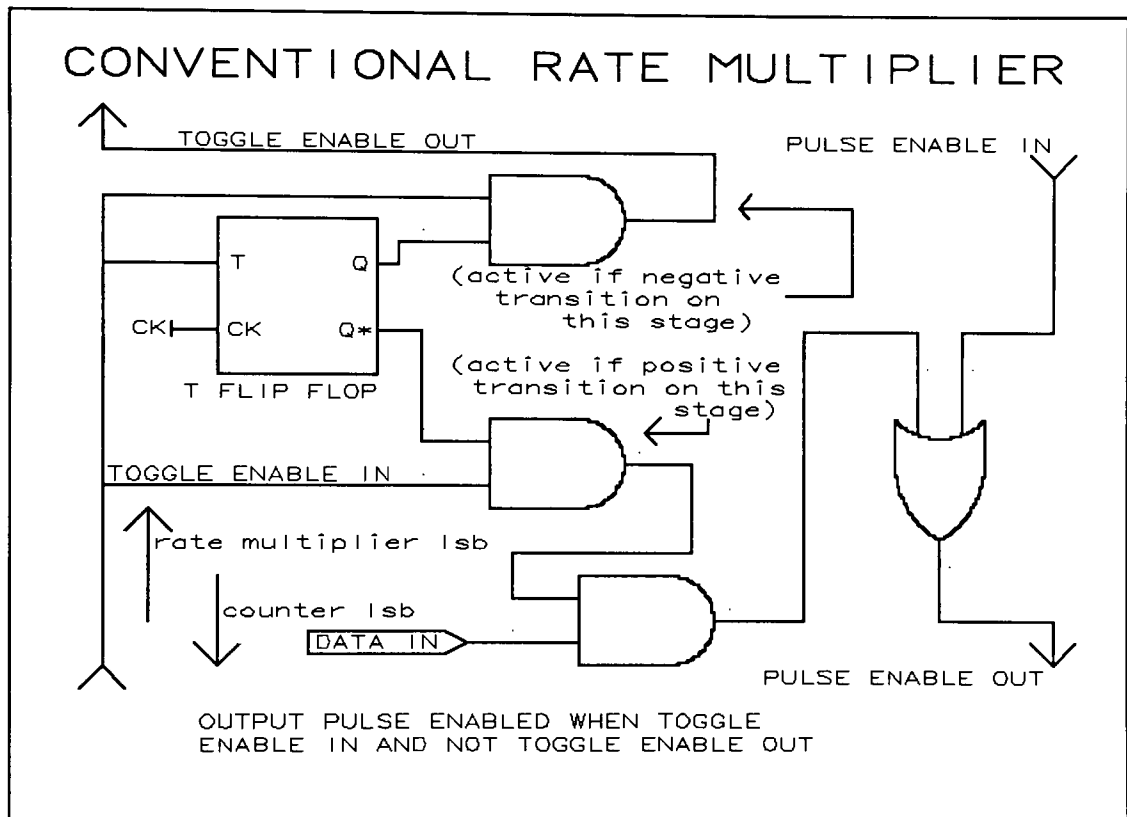 CONVENTIONAL RATE MULTIPLIER
TOGGLE ENABLE OUT
PULSE ENABLE IN
T
Q
CK
CK
Q*
T FLIP FLOP
(active if negative
transition on
this stage)
(active if positive
transition on this
stage)
TOGGLE ENABLE IN
rate multiplier lsb
counter lsb
DATA IN
PULSE ENABLE OUT
OUTPUT PULSE ENABLED WHEN TOGGLE
ENABLE IN AND NOT TOGGLE ENABLE OUT